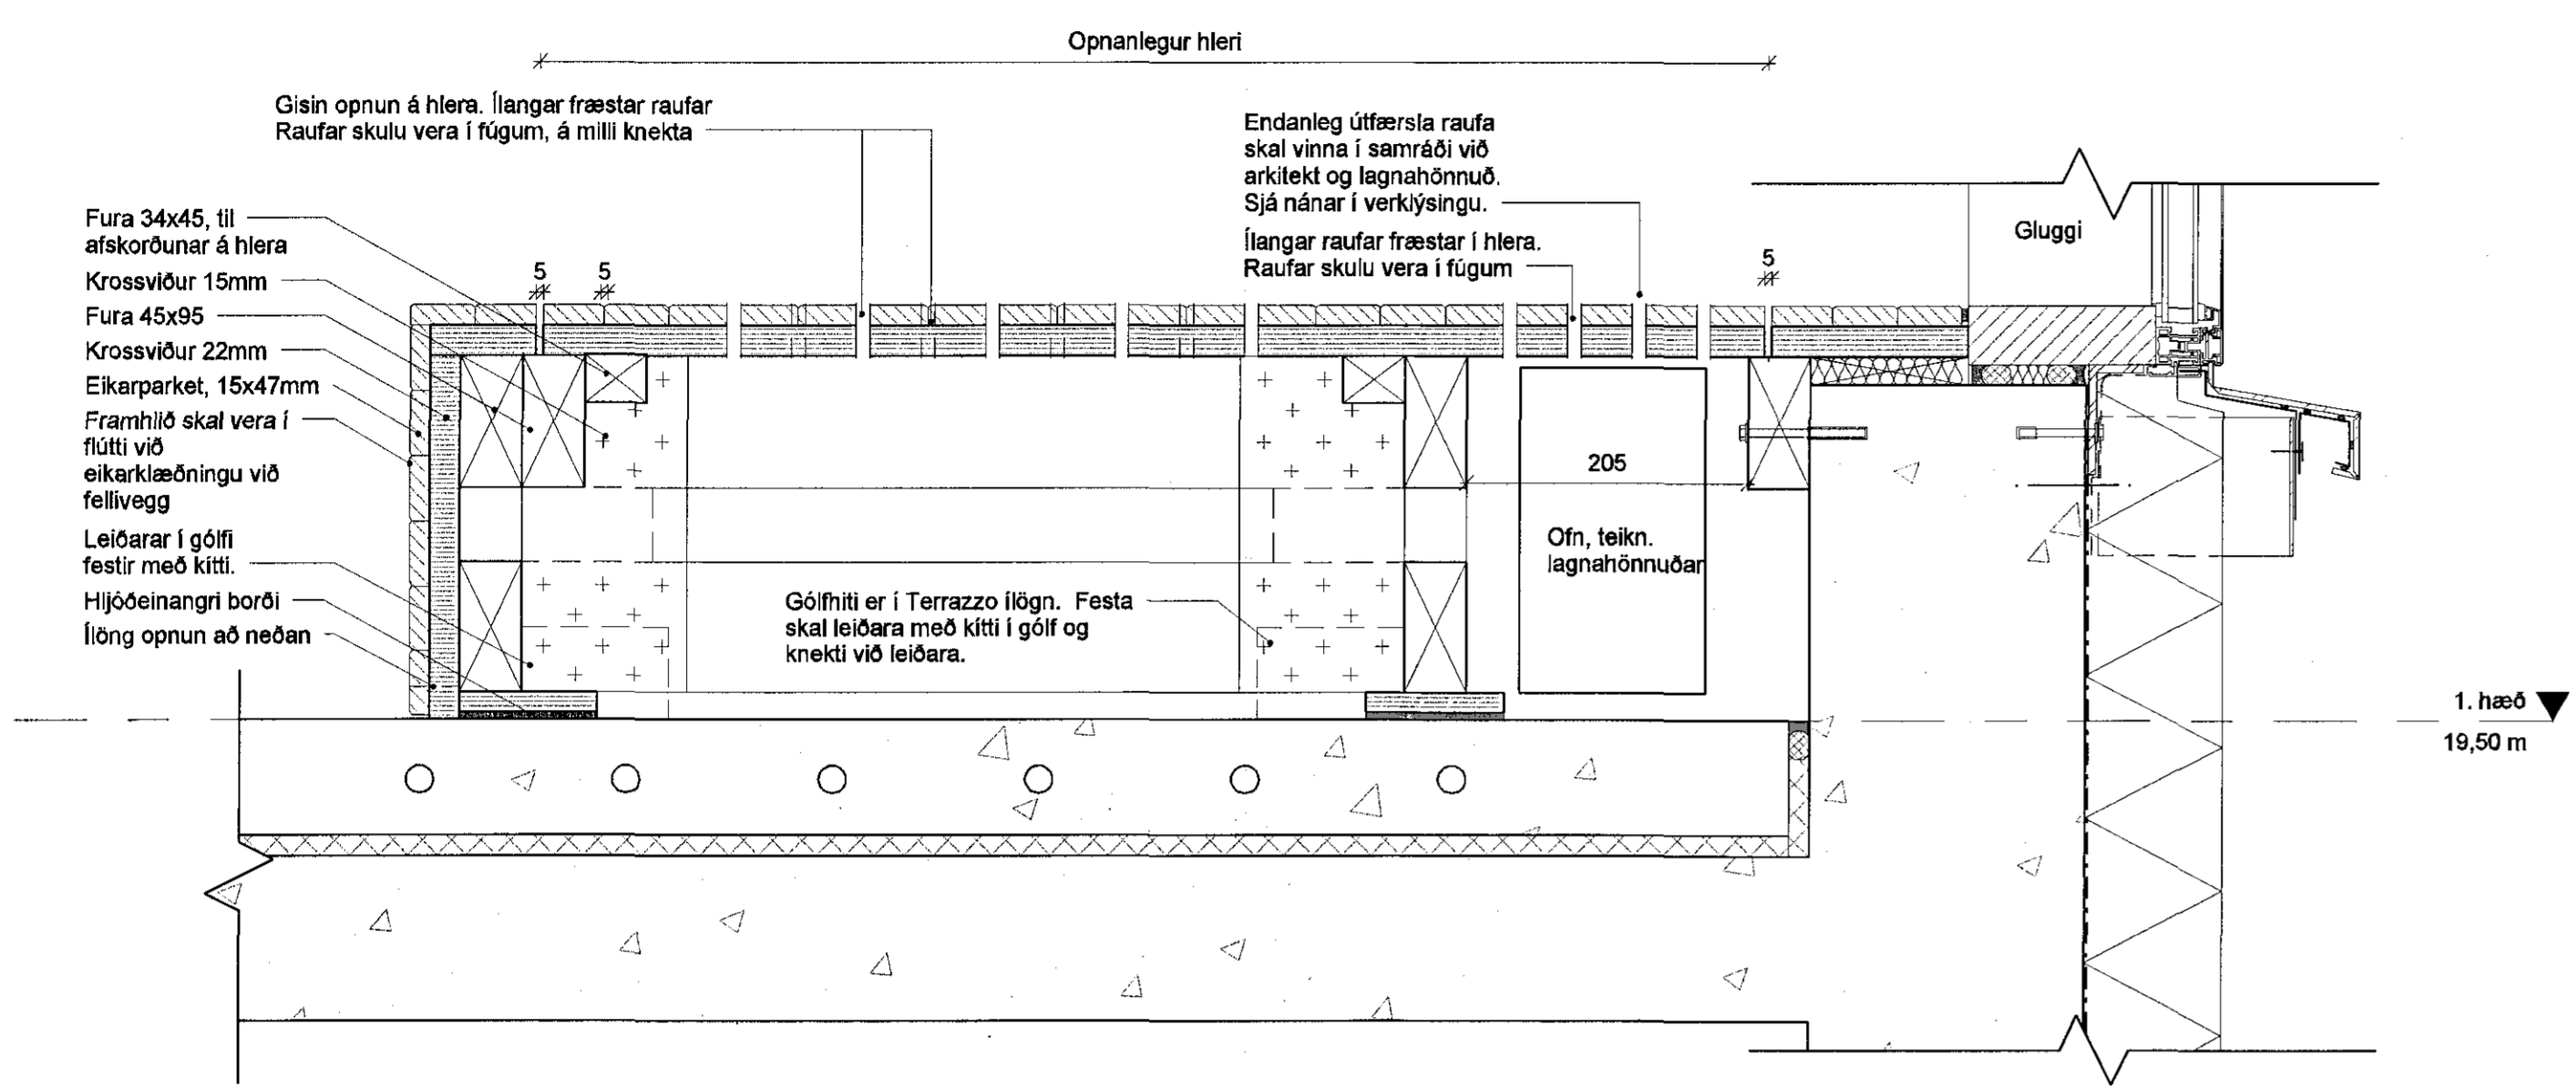 Opnanlegur hleri
Gisin opnun á hlera. Ílangar fræstar raufar
Raufar skulu vera í fúgum, á milli knekta
Endanleg útfærsla raufa
skal vinna í samráði við
arkitekt og lagnahönnuð.
Sjá nánar í verklýsingu.
Ílangar raufar fræstar í hlera.
Raufar skulu vera í fúgum
Gluggi
Fura 34x45, til
afskorðunar á hlera
Krossviður 15mm
Fura 45x95
Krossviður 22mm
Eikarparket, 15x47mm
Framhlið skal vera í
flútti við
eikarklæðningu við
fellivegg
Leiðarar í gólfi
festir með kítti.
Hljóðeinangri borði
Ílöng opnun að neðan
5
5
5
205
Ofn, teikn.
lagnahönnuðar
Gólfhiti er í Terrazzo ílögn. Festa
skal leiðara með kítti í gólf og
knekti við leiðara.
1. hæð
19,50 m